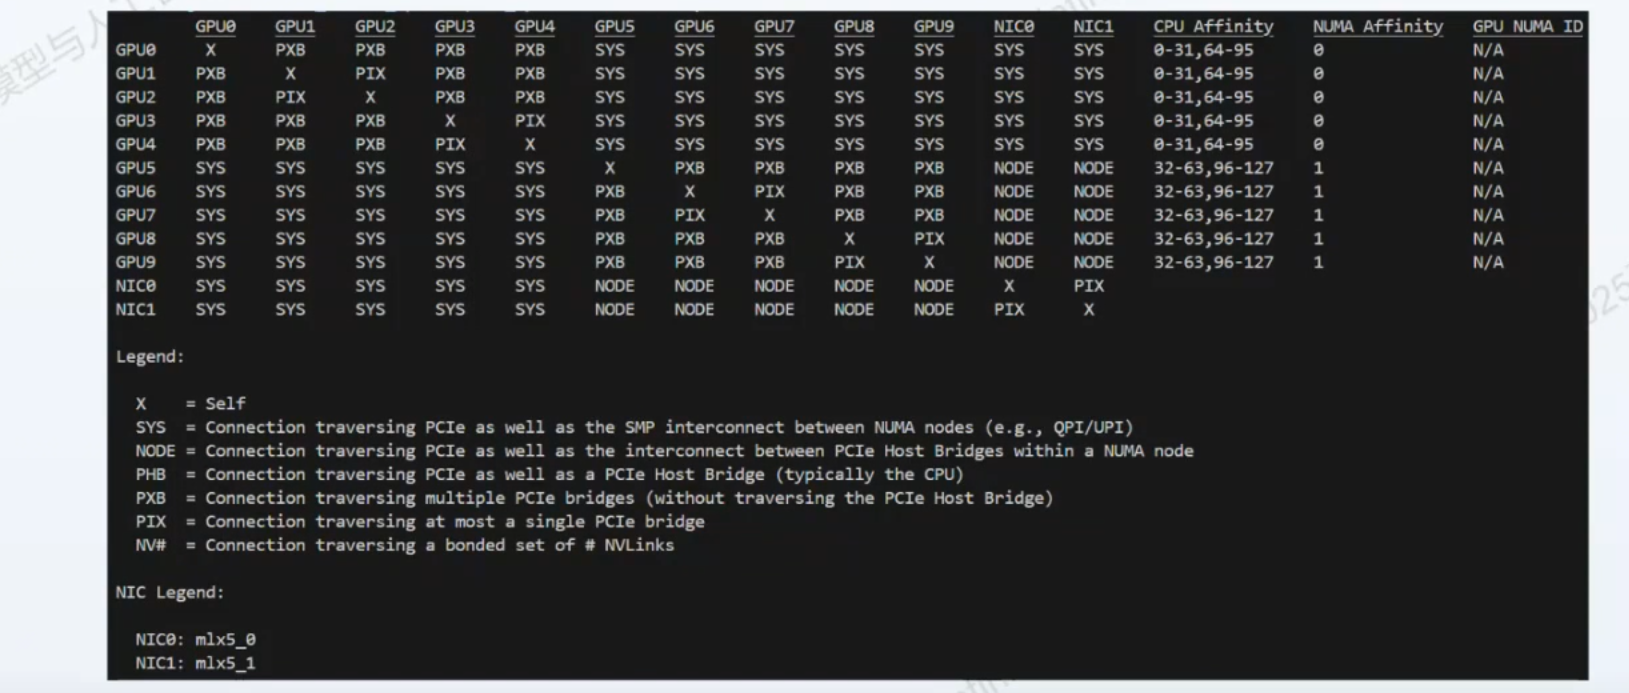 GPU0 GPU1 GPU2 GPU3 GPU4 GPU5 GPU6 GPU7 GPU8 GPU9 NIC0 NIC1 CPU Affinity NUMA Affinity GPU NUMA ID
GPU0 X PXB PXB PXB PXB SYS SYS SYS SYS SYS SYS SYS 0-31,64-95 0 N/A
GPU1 PXB X PIX PXB PXB SYS SYS SYS SYS SYS SYS SYS 0-31,64-95 0 N/A
GPU2 PXB PIX X PXB PXB SYS SYS SYS SYS SYS SYS SYS 0-31,64-95 0 N/A
GPU3 PXB PXB PXB X PIX SYS SYS SYS SYS SYS SYS SYS 0-31,64-95 0 N/A
GPU4 PXB PXB PXB PIX X SYS SYS SYS SYS SYS SYS SYS 0-31,64-95 0 N/A
GPU5 SYS SYS SYS SYS SYS X PXB PXB PXB PXB NODE NODE 32-63,96-127 1 N/A
GPU6 SYS SYS SYS SYS SYS PXB X PIX PXB PXB NODE NODE 32-63,96-127 1 N/A
GPU7 SYS SYS SYS SYS SYS PXB PIX X PXB PXB NODE NODE 32-63,96-127 1 N/A
GPU8 SYS SYS SYS SYS SYS PXB PXB PXB X PIX NODE NODE 32-63,96-127 1 N/A
GPU9 SYS SYS SYS SYS SYS PXB PXB PXB PIX X NODE NODE 32-63,96-127 1 N/A
NIC0 SYS SYS SYS SYS SYS NODE NODE NODE NODE NODE X PIX
NIC1 SYS SYS SYS SYS SYS NODE NODE NODE NODE NODE PIX X
Legend:
X = Self
SYS = Connection traversing PCIe as well as the SMP interconnect between NUMA nodes (e.g., QPI/UPI)
NODE = Connection traversing PCIe as well as the interconnect between PCIe Host Bridges within a NUMA node
PHB = Connection traversing PCIe as well as a PCIe Host Bridge (typically the CPU)
PXB = Connection traversing multiple PCIe bridges (without traversing the PCIe Host Bridge)
PIX = Connection traversing at most a single PCIe bridge
NV# = Connection traversing a bonded set of # NVLinks
NIC Legend:
NIC0: mlx5_0
NIC1: mlx5_1